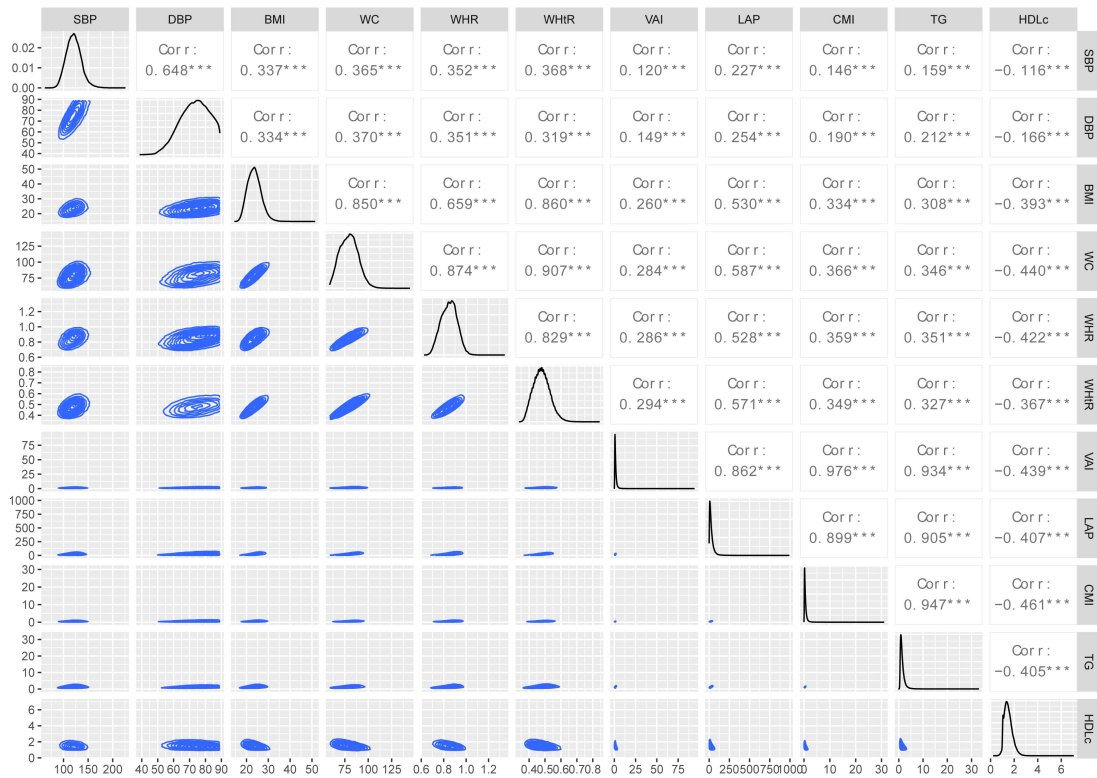 SBP DBP BMI WC WHR WHtR VAI LAP CMI TG HDLc
0.02 Corr: Corr: Corr: Corr: Corr: Corr: Corr: Corr: Corr: Corr: SBP
0.01 0.648*** 0.337*** 0.365*** 0.352*** 0.368*** 0.120*** 0.227*** 0.146*** 0.159*** −0.116***
0.00
90
80 Corr: Corr: Corr: Corr: Corr: Corr: Corr: Corr: Corr: DBP
70
60 0.334*** 0.370*** 0.351*** 0.319*** 0.149*** 0.254*** 0.190*** 0.212*** −0.166***
50
40
50 Corr: Corr: Corr: Corr: Corr: Corr: Corr: Corr: BMI
40
30 0.850*** 0.659*** 0.860*** 0.260*** 0.530*** 0.334*** 0.308*** −0.393***
20
125 Corr: Corr: Corr: Corr: Corr: Corr: Corr: WC
100 0.874*** 0.907*** 0.284*** 0.587*** 0.366*** 0.346*** −0.440***
75
1.2 Corr: Corr: Corr: Corr: Corr: Corr: WHR
1.0
0.8 0.829*** 0.286*** 0.528*** 0.359*** 0.351*** −0.422***
0.6
0.8 Corr: Corr: Corr: Corr: Corr: WHtR
0.6 0.294*** 0.571*** 0.349*** 0.327*** −0.367***
0.4
75 Corr: Corr: Corr: Corr: VAI
50
25 0.862*** 0.976*** 0.934*** −0.439***
0
1000
750 Corr: Corr: Corr: LAP
500
250 0.899*** 0.905*** −0.407***
0
30 Corr: Corr: CMI
20
10 0.947*** −0.461***
0
30 Corr: TG
20
10 −0.405***
0
6 HDLc
4
2
0
50 100 150 200 40 50 60 70 80 90 20 30 40 50 75 100 125 0.6 0.8 1.0 1.2 0.4 0.5 0.6 0.7 0.8 0 25 50 75 0 250 500 750 1000 0 10 20 30 0 10 20 30 0 2 4 6